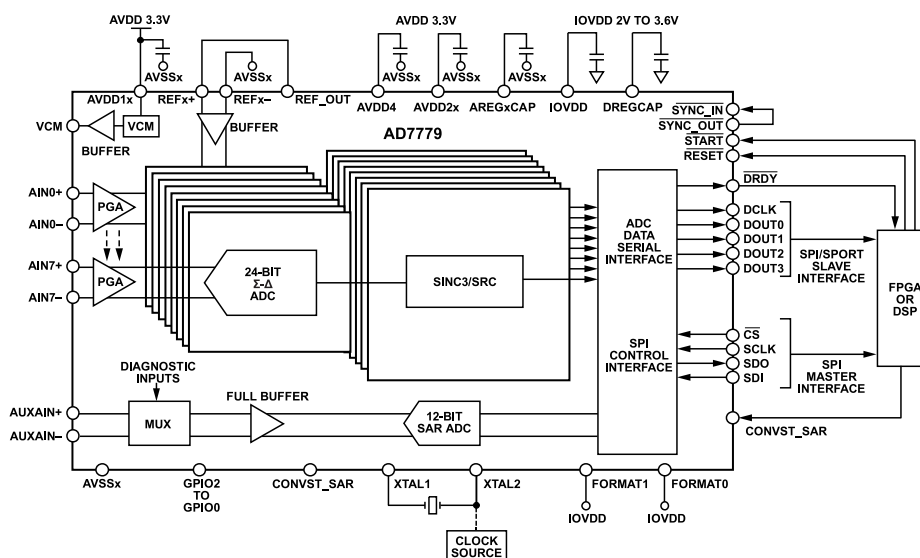 AVDD 3.3V
AVDD 3.3V
IOVDD 2V TO 3.6V
AVSSx
AVSSx
AVSSx
AVSSx
AVSSx
AVDD1x
REFx+
REFx–
REF_OUT
AVDD4
AVDD2x
AREGxCAP
IOVDD
DREGCAP
VCM
VCM
BUFFER
BUFFER
AD7779
SYNC_IN
SYNC_OUT
START
RESET
AIN0+
PGA
AIN0–
AIN7+
PGA
AIN7–
24-BIT
Σ-Δ
ADC
SINC3/SRC
ADC
DATA
SERIAL
INTERFACE
SPI
CONTROL
INTERFACE
DRDY
DCLK
DOUT0
DOUT1
DOUT2
DOUT3
SPI/SPORT
SLAVE
INTERFACE
FPGA
OR
DSP
CS
SCLK
SDO
SDI
SPI
MASTER
INTERFACE
DIAGNOSTIC
INPUTS
FULL BUFFER
AUXAIN+
AUXAIN–
MUX
12-BIT
SAR ADC
CONVST_SAR
AVSSx
GPIO2
TO
GPIO0
CONVST_SAR
XTAL1
XTAL2
FORMAT1
FORMAT0
IOVDD
IOVDD
CLOCK
SOURCE